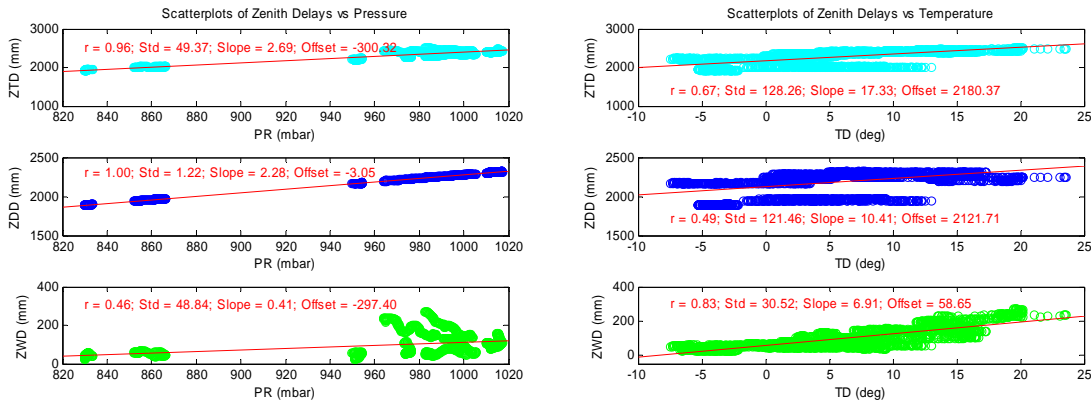 Scatterplots of Zenith Delays vs Pressure
3000
2000
1000
ZTD (mm)
r = 0.96; Std = 49.37; Slope = 2.69; Offset = -300.32
820 840 860 880 900 920 940 960 980 1000 1020
PR (mbar)
2500
2000
1500
ZDD (mm)
r = 1.00; Std = 1.22; Slope = 2.28; Offset = -3.05
820 840 860 880 900 920 940 960 980 1000 1020
PR (mbar)
400
200
0
ZWD (mm)
r = 0.46; Std = 48.84; Slope = 0.41; Offset = -297.40
820 840 860 880 900 920 940 960 980 1000 1020
PR (mbar)
Scatterplots of Zenith Delays vs Temperature
3000
2000
1000
ZTD (mm)
r = 0.67; Std = 128.26; Slope = 17.33; Offset = 2180.37
-10 -5 0 5 10 15 20 25
TD (deg)
2500
2000
1500
ZDD (mm)
r = 0.49; Std = 121.46; Slope = 10.41; Offset = 2121.71
-10 -5 0 5 10 15 20 25
TD (deg)
400
200
0
ZWD (mm)
r = 0.83; Std = 30.52; Slope = 6.91; Offset = 58.65
-10 -5 0 5 10 15 20 25
TD (deg)